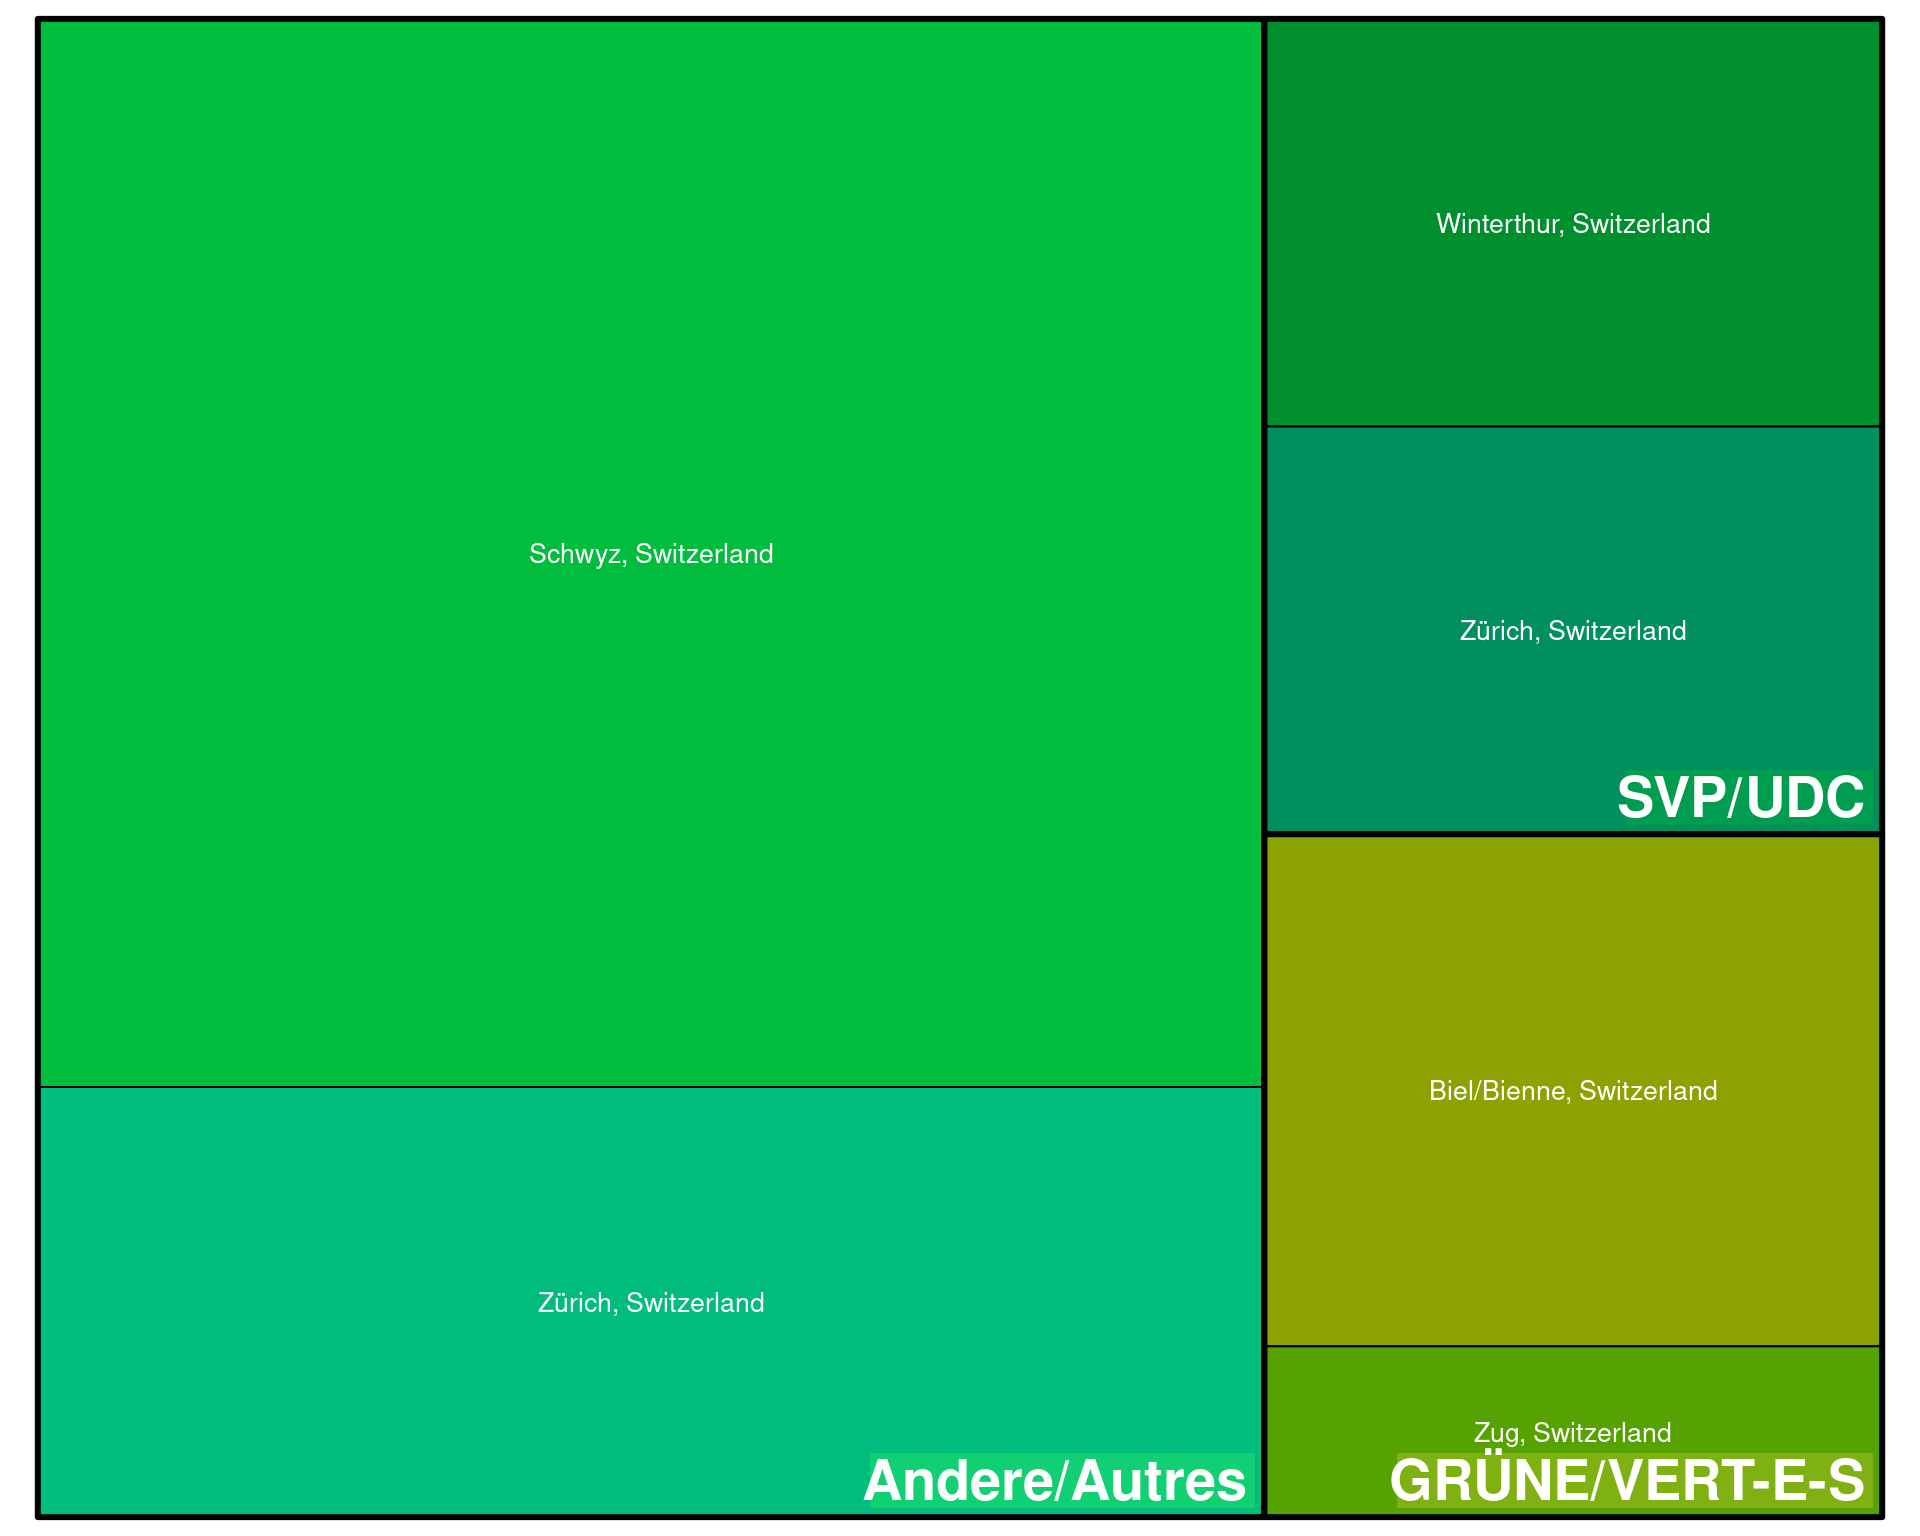 Schwyz, Switzerland
Zürich, Switzerland
Andere/Autres
Winterthur, Switzerland
Zürich, Switzerland
SVP/UDC
Biel/Bienne, Switzerland
Zug, Switzerland
GRÜNE/VERT-E-S